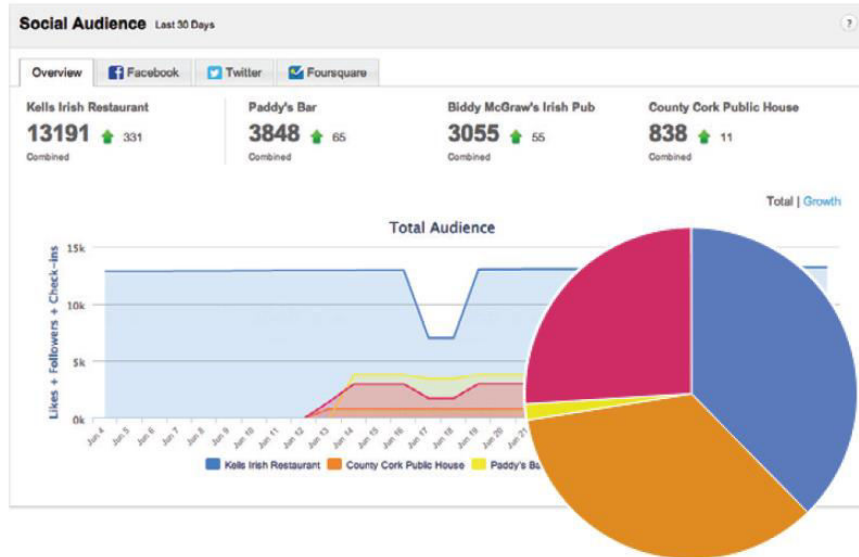 Social Audience Last 30 Days
?
Overview Facebook Twitter Foursquare
Kells Irish Restaurant Paddy's Bar Biddy McGraw's Irish Pub County Cork Public House
13191 331 3848 65 3055 55 838 11
Combined Combined Combined Combined
Total | Growth
Total Audience
Likes + Followers + Check-ins
15k
10k
5k
0k
Jun 4 Jun 5 Jun 6 Jun 7 Jun 8 Jun 9 Jun 10 Jun 11 Jun 12 Jun 13 Jun 14 Jun 15 Jun 16 Jun 17 Jun 18 Jun 19 Jun 20 Jun 21
Kells Irish Restaurant County Cork Public House Paddy's